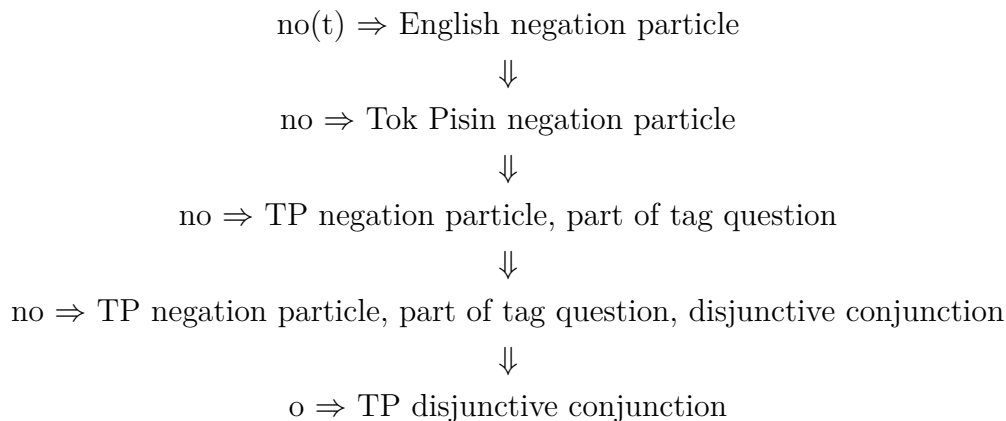 no(t) ⇒ English negation particle
⇓
no ⇒ Tok Pisin negation particle
⇓
no ⇒ TP negation particle, part of tag question
⇓
no ⇒ TP negation particle, part of tag question, disjunctive conjunction
⇓
o ⇒ TP disjunctive conjunction